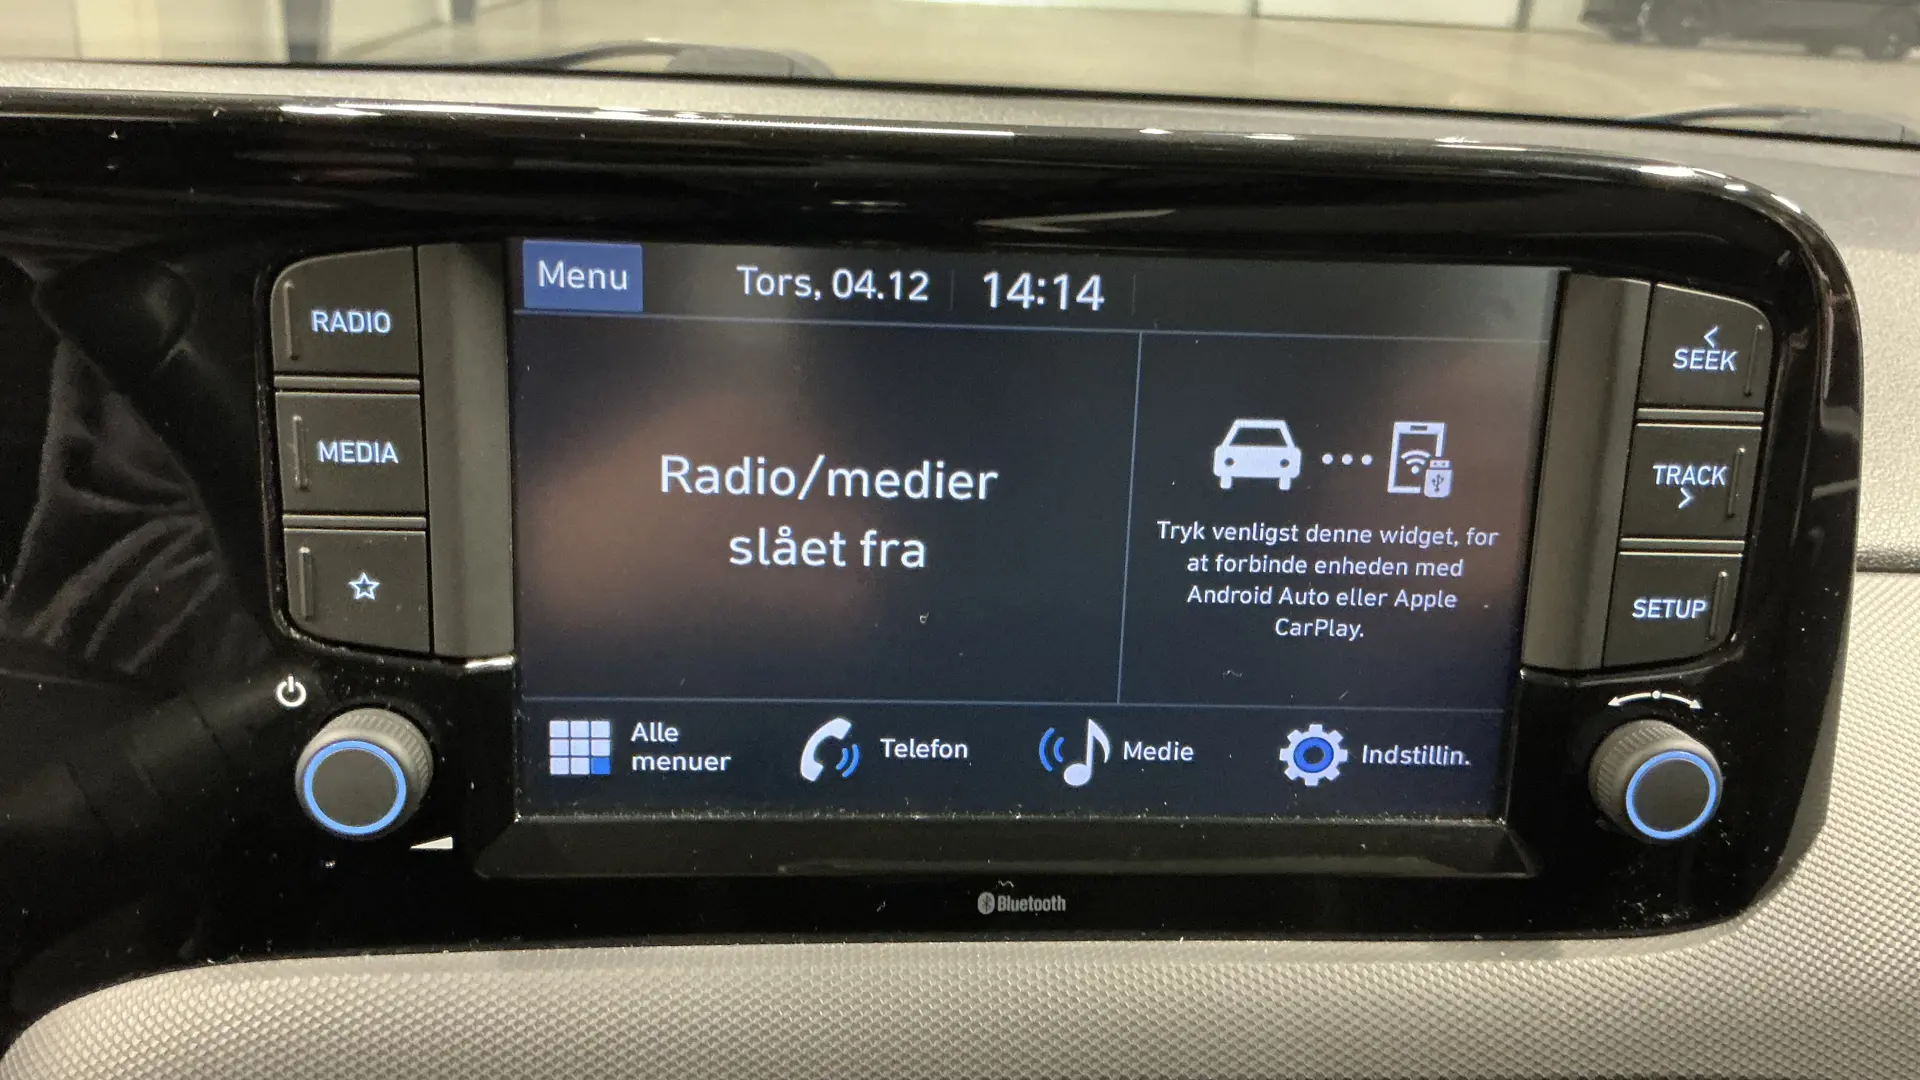 Menu
Tors, 04.12
14:14
RADIO
MEDIA
Radio/medier
slået fra
Tryk venligst denne widget, for
at forbinde enheden med
Android Auto eller Apple
CarPlay.
<
SEEK
TRACK
>
SETUP
Alle
menuer
Telefon
Medie
Indstillin.
Bluetooth